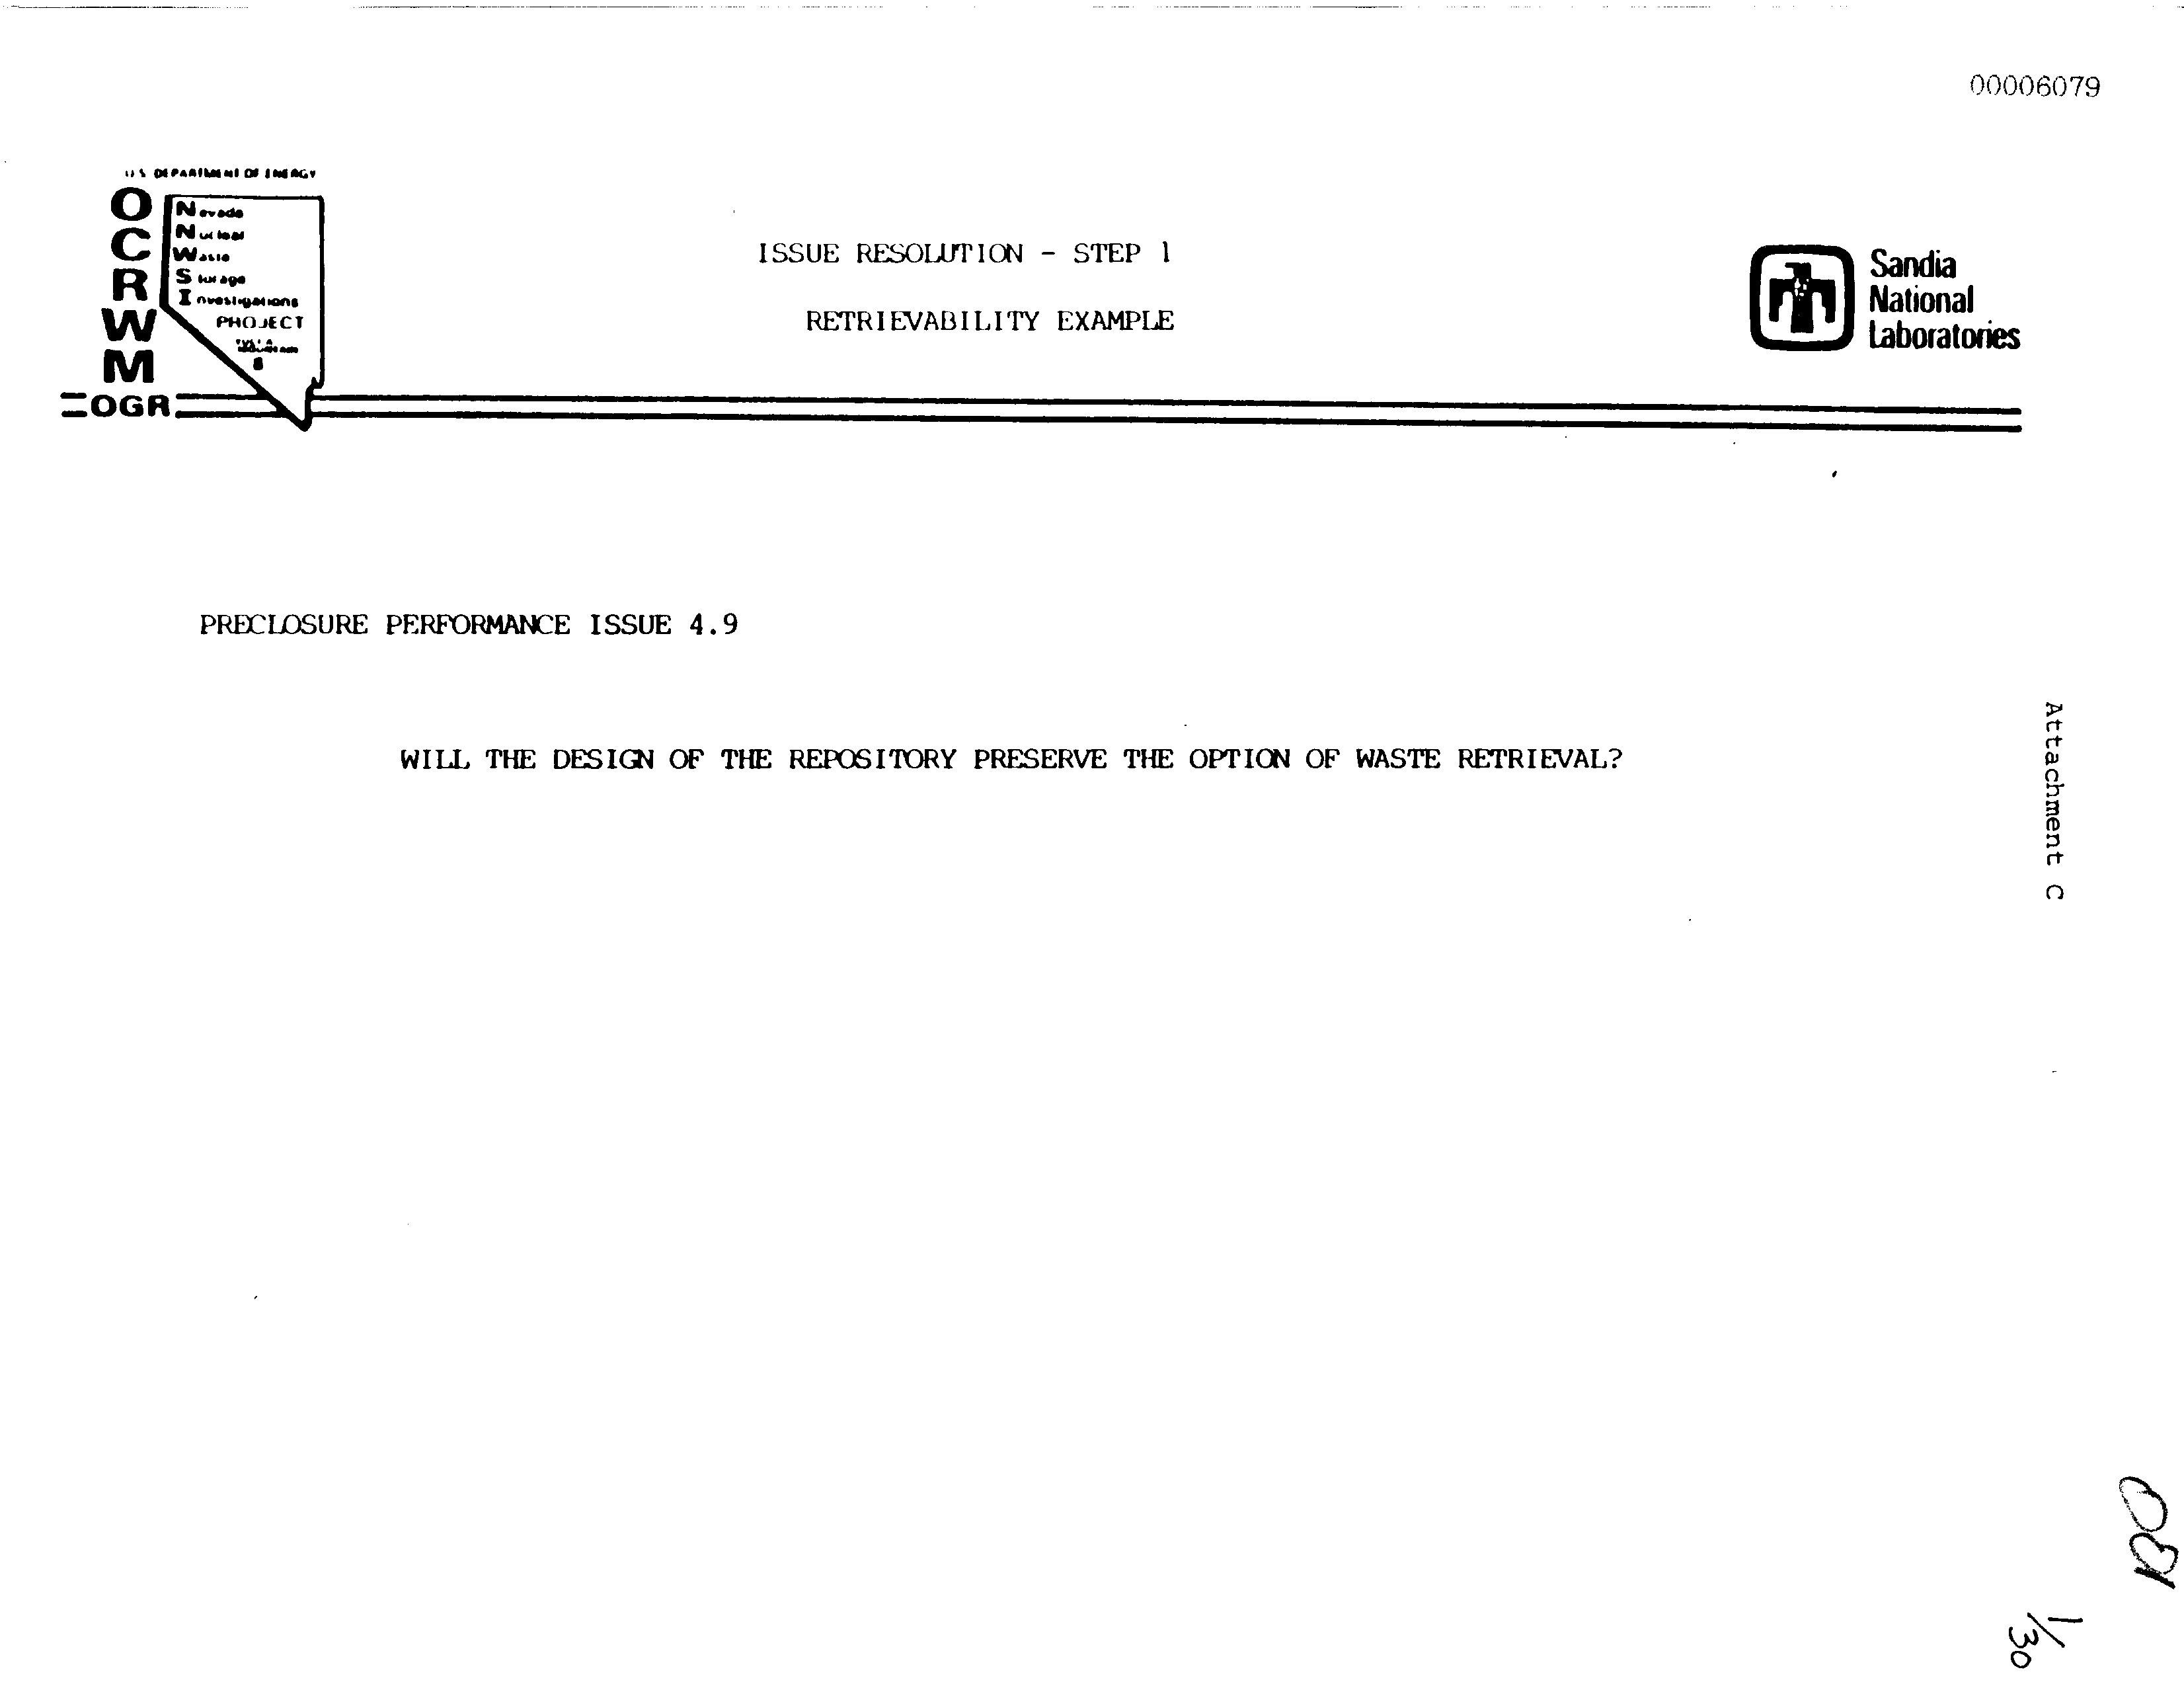 00006079
U.S. DEPARTMENT OF ENERGY
OCRWM
Nevada
Nuclear
Waste
Storage
Investigations
PROJECT
OGR
ISSUE RESOLUTION - STEP 1
RETRIEVABILITY EXAMPLE
Sandia
National
Laboratories
PRECLOSURE PERFORMANCE ISSUE 4.9
WILL THE DESIGN OF THE REPOSITORY PRESERVE THE OPTION OF WASTE RETRIEVAL?
Attachment C
1/30